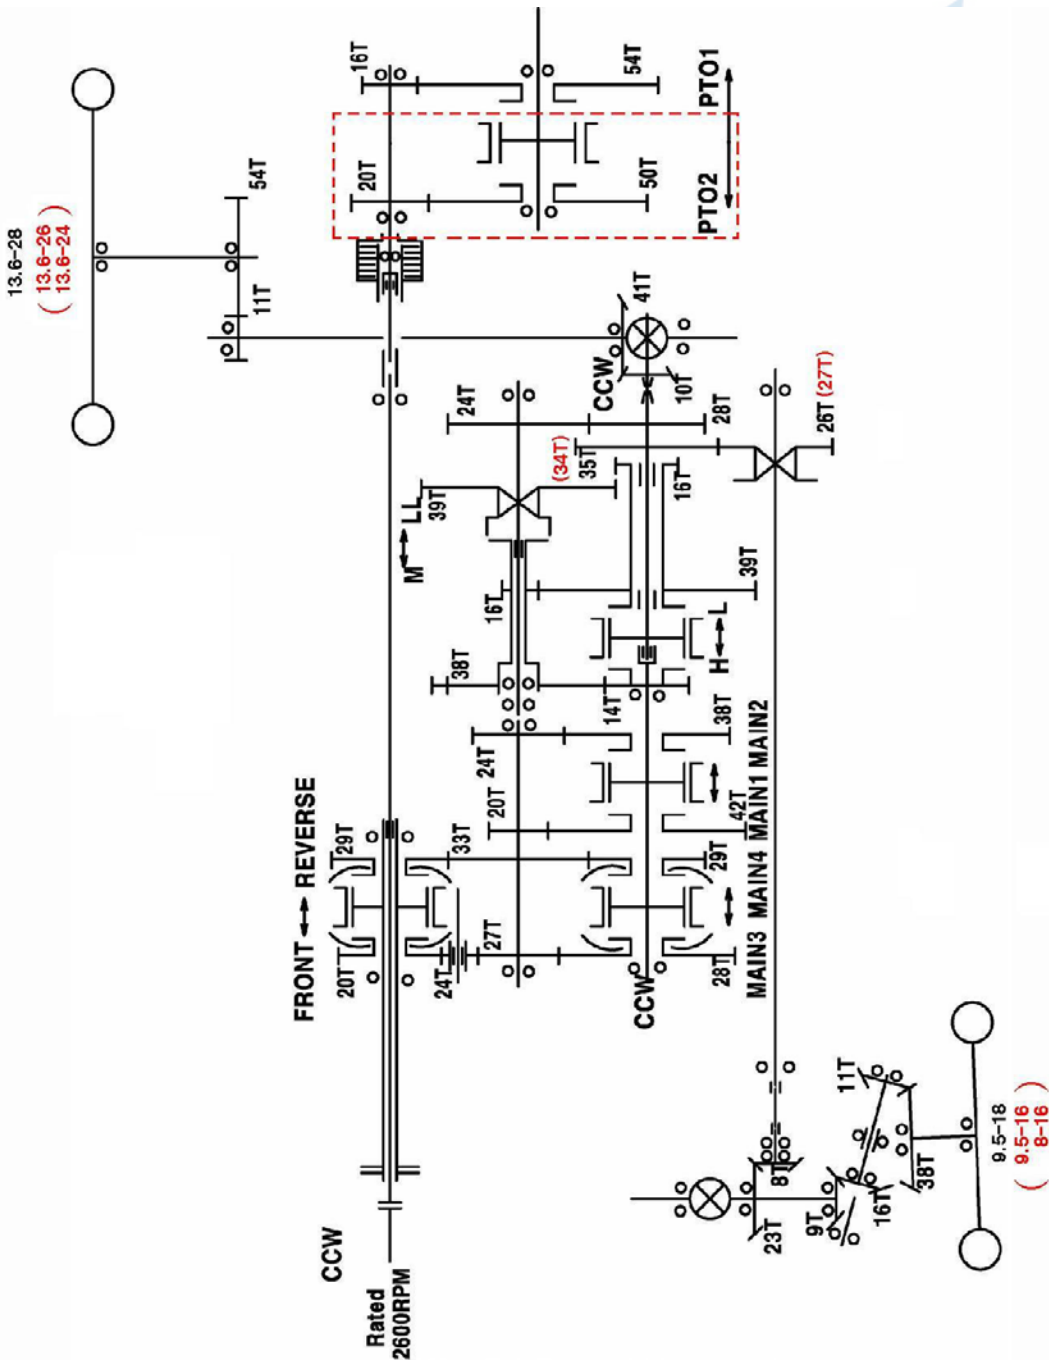 16T
54T
PTO1
PTO2
20T
50T
54T
13.6-28
( 13.6-26
13.6-24 )
11T
41T
CCW
10T
24T
28T
26T (27T)
(34T)
35T
16T
39T
LL
M
16T
39T
L
H
38T
14T
38T
24T
20T
42T
FRONT ↔ REVERSE
29T
33T
29T
20T
24T
27T
28T
MAIN3 MAIN4 MAIN1 MAIN2
CCW
11T
8T
38T
16T
9T
23T
9.5-18
( 9.5-16
8-16 )
CCW
Rated
2600RPM